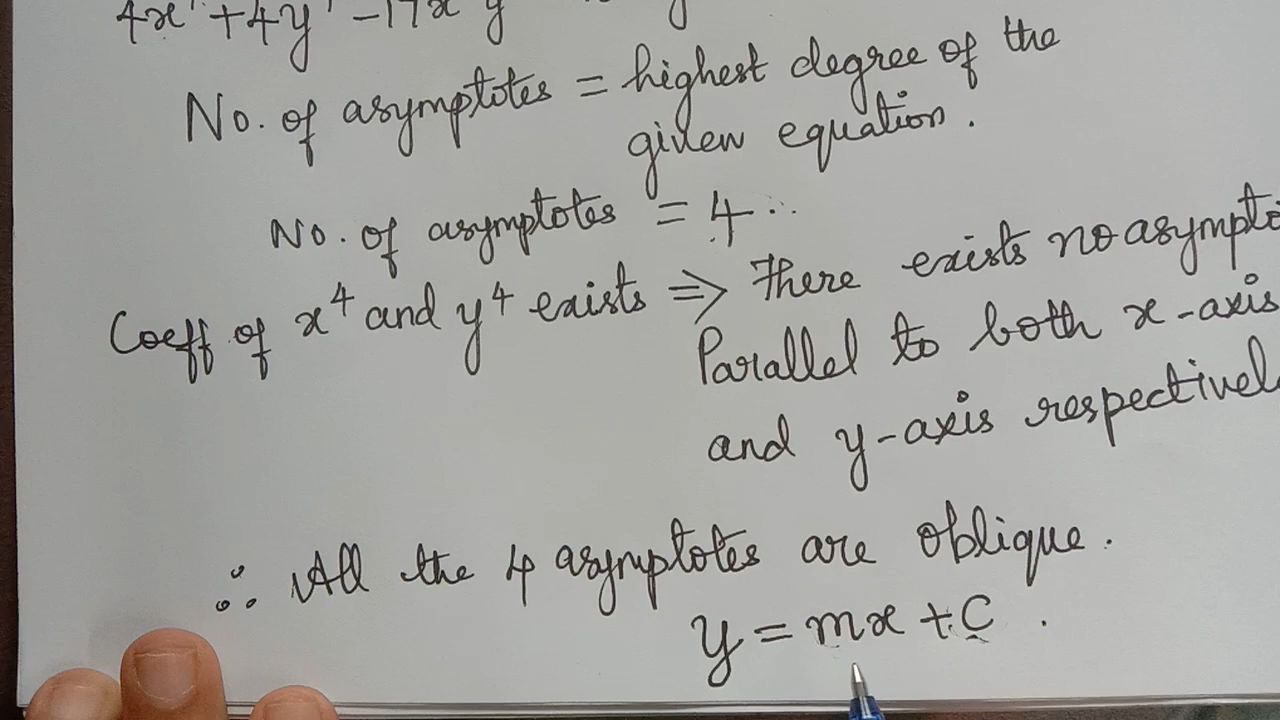 No. of asymptotes = highest degree of the
given equation.
No. of asymptotes = 4
Coeff of x⁴ and y⁴ exists ⇒ There exists no asympto
Parallel to both x-axis
and y-axis respectivel
∴ All the 4 asymptotes are oblique.
y = mx + c.